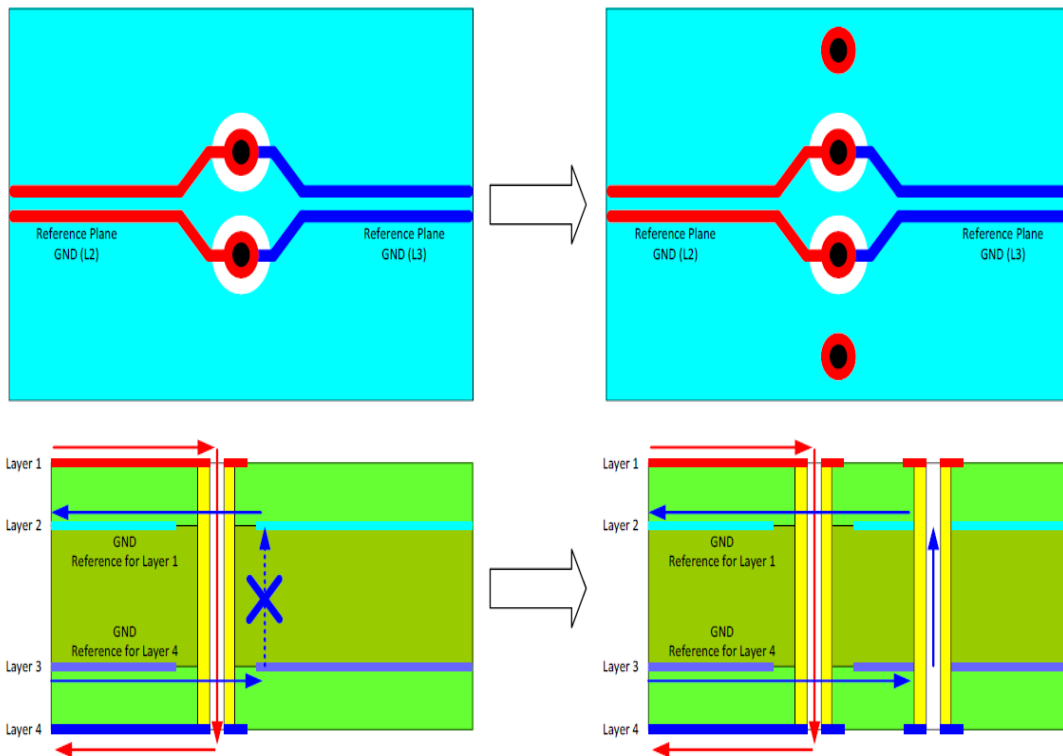 Reference Plane
GND (L2)
Reference Plane
GND (L3)
Reference Plane
GND (L2)
Reference Plane
GND (L3)
Layer 1
Layer 2
GND
Reference for Layer 1
GND
Reference for Layer 4
Layer 3
Layer 4
Layer 1
Layer 2
GND
Reference for Layer 1
GND
Reference for Layer 4
Layer 3
Layer 4